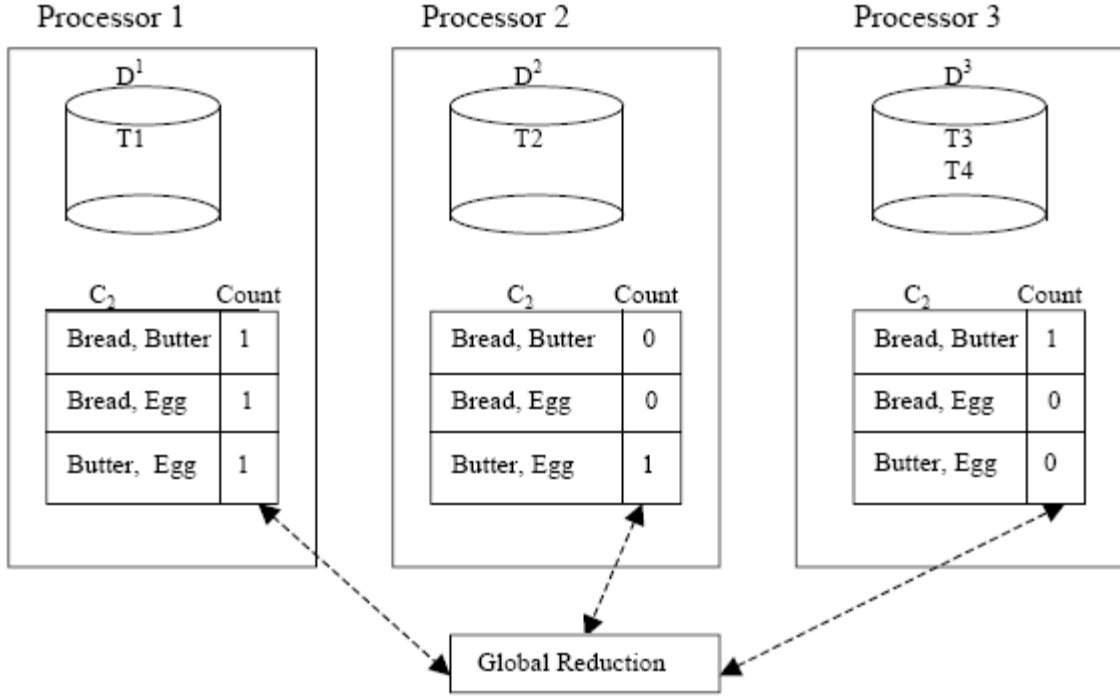 Processor 1
Processor 2
Processor 3
D¹
T1
D²
T2
D³
T3
T4
C₂ Count
Bread, Butter 1
Bread, Egg 1
Butter, Egg 1
C₂ Count
Bread, Butter 0
Bread, Egg 0
Butter, Egg 1
C₂ Count
Bread, Butter 1
Bread, Egg 0
Butter, Egg 0
Global Reduction